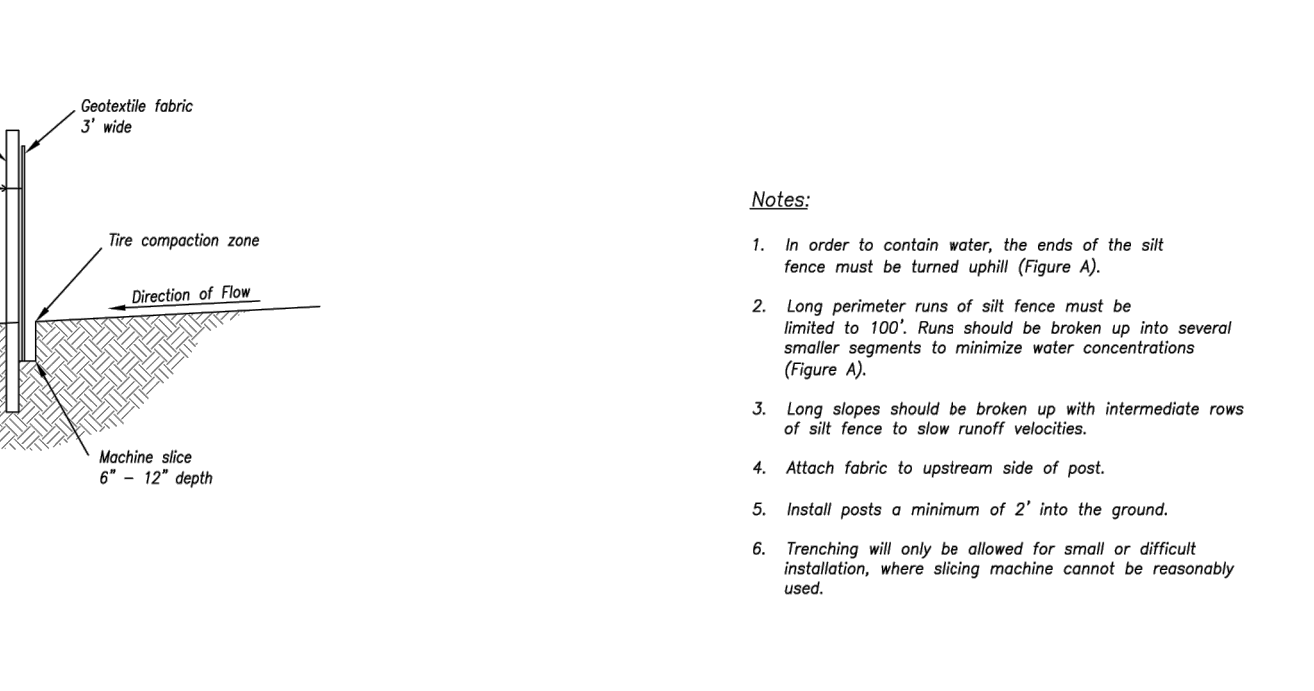 Geotextile fabric
3' wide
Tire compaction zone
Direction of Flow
Machine slice
6" - 12" depth
Notes:
1. In order to contain water, the ends of the silt
fence must be turned uphill (Figure A).
2. Long perimeter runs of silt fence must be
limited to 100'. Runs should be broken up into several
smaller segments to minimize water concentrations
(Figure A).
3. Long slopes should be broken up with intermediate rows
of silt fence to slow runoff velocities.
4. Attach fabric to upstream side of post.
5. Install posts a minimum of 2' into the ground.
6. Trenching will only be allowed for small or difficult
installation, where slicing machine cannot be reasonably
used.